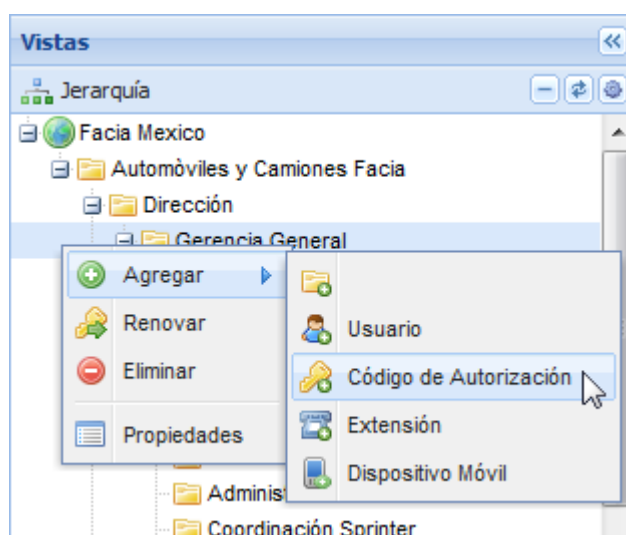 Vistas
Jerarquía
Facia Mexico
Automòviles y Camiones Facia
Dirección
Gerencia General
Agregar
Renovar
Eliminar
Propiedades
Usuario
Código de Autorización
Extensión
Dispositivo Móvil
Coordinación Sprinter